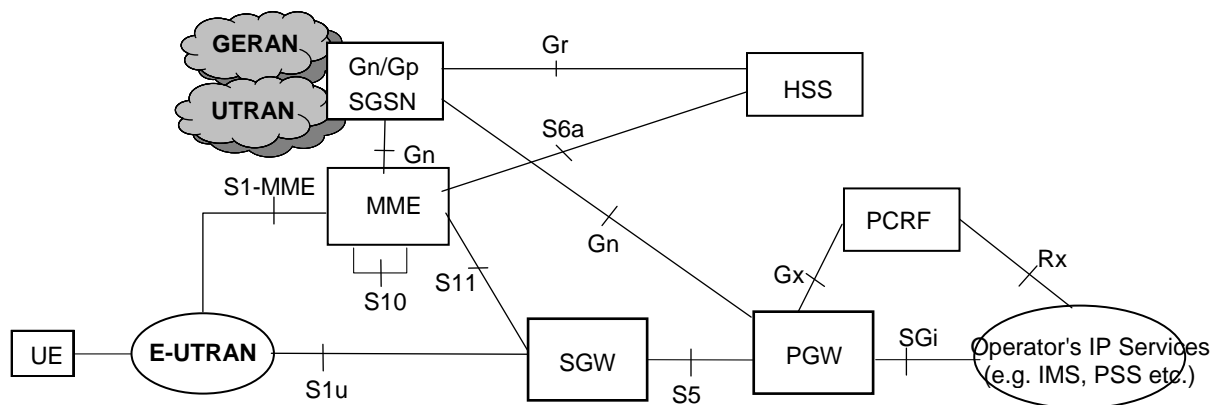 GERAN
Gr
Gn/Gp
SGSN
HSS
UTRAN
S6a
Gn
S1-MME
MME
PCRF
Gn
Rx
Gx
S11
S10
UE
E-UTRAN
SGW
PGW
SGi
Operator's IP Services
(e.g. IMS, PSS etc.)
S1u
S5